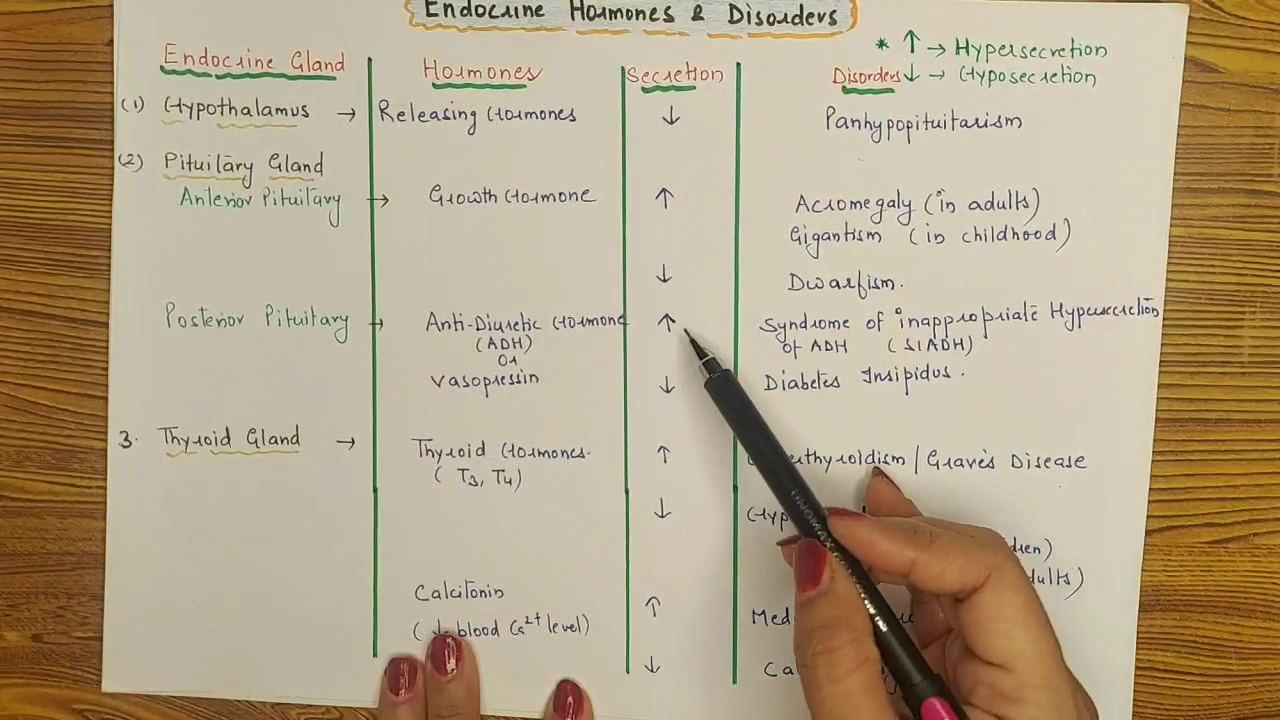 Endocrine Hormones & Disorders
* ↑ → Hypersecretion
Endocrine Gland Hormones Secretion Disorders ↓ → Hyposecretion
(1) Hypothalamus → Releasing Hormones ↓ Panhypopituitarism
(2) Pituitary Gland
Anterior Pituitary → Growth Hormone ↑ Acromegaly (in adults)
Gigantism (in childhood)
↓ Dwarfism.
Posterior Pituitary → Anti-Diuretic Hormone ↑ Syndrome of inappropriate Hypersecretion
(ADH) of ADH (SIADH)
Or
Vasopressin ↓ Diabetes Insipidus.
3. Thyroid Gland → Thyroid Hormones. ↑ /Grave's Disease
(T3, T4)
↓
Calcitonin ↑
(↓ blood Ca2+ level)
↓
UNOMAX